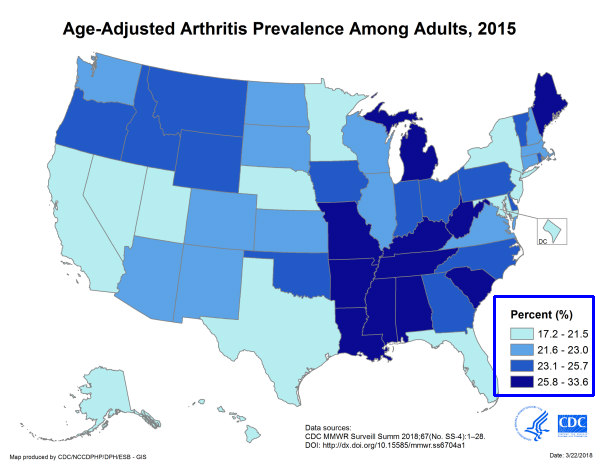 Age-Adjusted Arthritis Prevalence Among Adults, 2015
DC
Percent (%)
17.2 - 21.5
21.6 - 23.0
23.1 - 25.7
25.8 - 33.6
Data sources:
CDC MMWR Surveill Summ 2018;67(No. SS-4):1–28.
DOI: http://dx.doi.org/10.15585/mmwr.ss6704a1
CDC
Map produced by CDC/NCCDPHP/DPH/ESB - GIS
Date: 3/22/2018